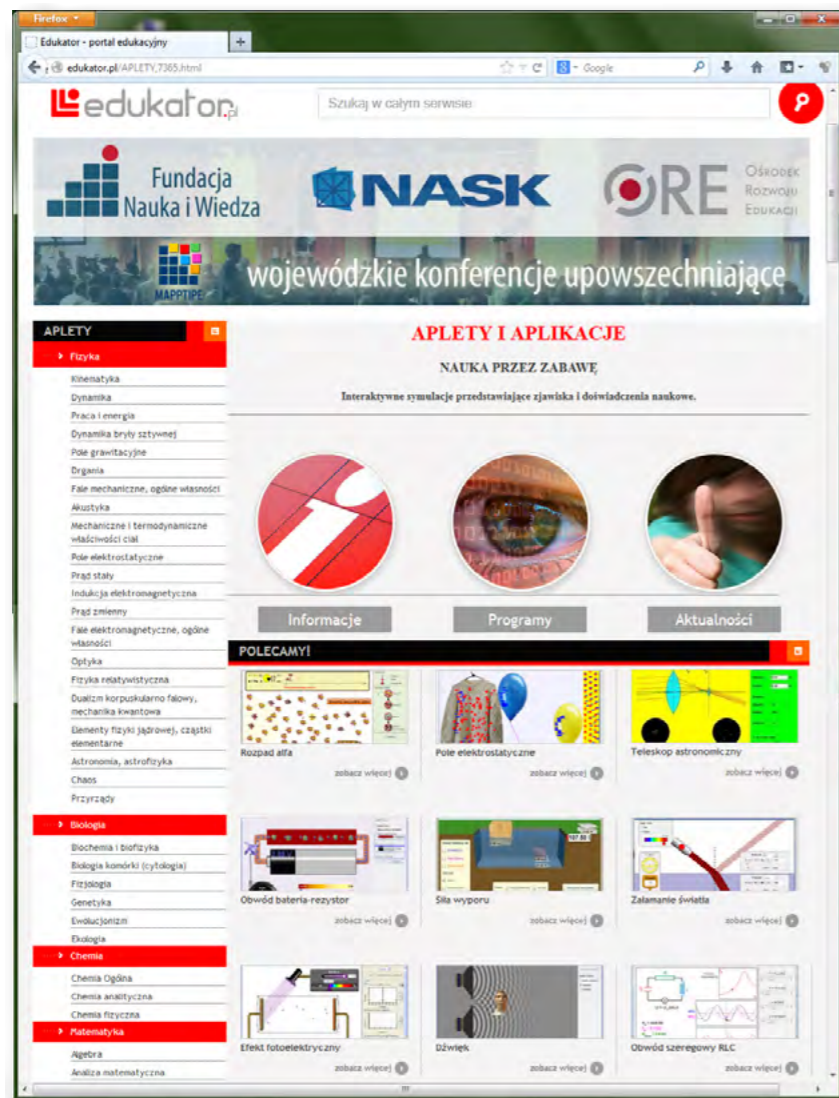 Firefox
Edukator - portal edukacyjny
edukator.pl/APLETY,7365.html
Google
edukator.pl
Szukaj w całym serwisie
Fundacja
Nauka i Wiedza
NASK
ORE
OŚRODEK
ROZWOJU
EDUKACJI
MAPPTIPE
wojewódzkie konferencje upowszechniające
APLETY
Fizyka
Kinematyka
Dynamika
Praca i energia
Dynamika bryły sztywnej
Pole grawitacyjne
Drgania
Fale mechaniczne, ogólne własności
Akustyka
Mechaniczne i termodynamiczne
właściwości ciał
Pole elektrostatyczne
Prąd stały
Indukcja elektromagnetyczna
Prąd zmienny
Fale elektromagnetyczne, ogólne
własności
Optyka
Fizyka relatywistyczna
Dualizm korpuskularno falowy,
mechanika kwantowa
Elementy fizyki jądrowej, cząstki
elementarne
Astronomia, astrofizyka
Chaos
Przyrządy
Biologia
Biochemia i biofizyka
Biologia komórki (cytologia)
Fizjologia
Genetyka
Ewolucjonizm
Ekologia
Chemia
Chemia Ogólna
Chemia analityczna
Chemia fizyczna
Matematyka
Algebra
Analiza matematyczna
APLETY I APLIKACJE
NAUKA PRZEZ ZABAWĘ
Interaktywne symulacje przedstawiające zjawiska i doświadczenia naukowe.
Informacje
Programy
Aktualności
POLECAMY!
Rozpad alfa
zobacz więcej
Pole elektrostatyczne
zobacz więcej
Teleskop astronomiczny
zobacz więcej
Obwód bateria-rezystor
zobacz więcej
Siła wyporu
zobacz więcej
Załamanie światła
zobacz więcej
Efekt fotoelektryczny
zobacz więcej
Dźwięk
zobacz więcej
Obwód szeregowy RLC
zobacz więcej